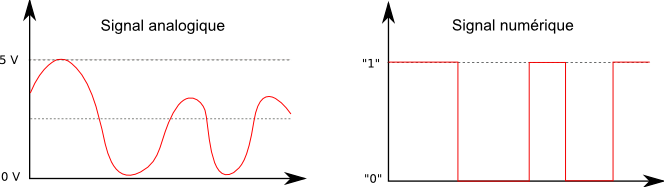 Signal analogique
5 V
0 V
Signal numérique
"1"
"0"